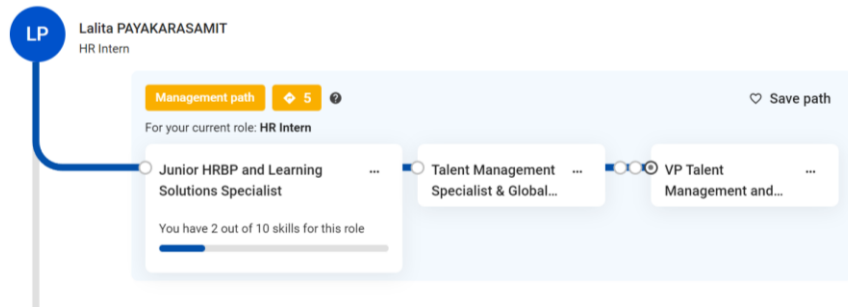 LP
Lalita PAYAKARASAMIT
HR Intern
Management path
5
?
Save path
For your current role: HR Intern
Junior HRBP and Learning
Solutions Specialist
...
You have 2 out of 10 skills for this role
Talent Management
Specialist & Global...
...
VP Talent
Management and...
...